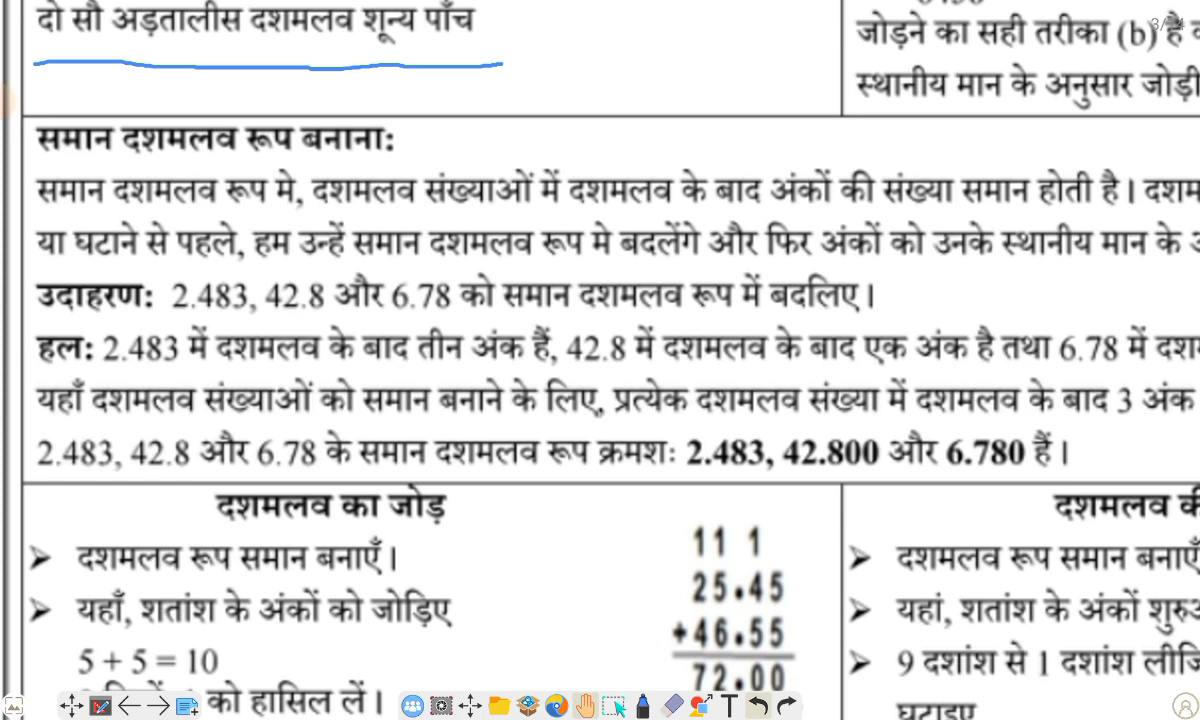 दो सौ अड़तालीस दशमलव शून्य पाँच
जोड़ने का सही तरीका (b) है
स्थानीय मान के अनुसार जोड़ी
समान दशमलव रूप बनाना:
समान दशमलव रूप मे, दशमलव संख्याओं में दशमलव के बाद अंकों की संख्या समान होती है। दशम
या घटाने से पहले, हम उन्हें समान दशमलव रूप मे बदलेंगे और फिर अंकों को उनके स्थानीय मान के
उदाहरण: 2.483, 42.8 और 6.78 को समान दशमलव रूप में बदलिए।
हल: 2.483 में दशमलव के बाद तीन अंक हैं, 42.8 में दशमलव के बाद एक अंक है तथा 6.78 में दश
यहाँ दशमलव संख्याओं को समान बनाने के लिए, प्रत्येक दशमलव संख्या में दशमलव के बाद 3 अंक
2.483, 42.8 और 6.78 के समान दशमलव रूप क्रमशः 2.483, 42.800 और 6.780 हैं।
दशमलव का जोड़
➢ दशमलव रूप समान बनाएँ।
➢ यहाँ, शतांश के अंकों को जोड़िए
5 + 5 = 10
को हासिल लें।
11 1
25.45
+46.55
72.00
दशमलव की
➢ दशमलव रूप समान बनाएँ
➢ यहां, शतांश के अंकों शुरु
➢ 9 दशांश से 1 दशांश लीजि
घटाइए